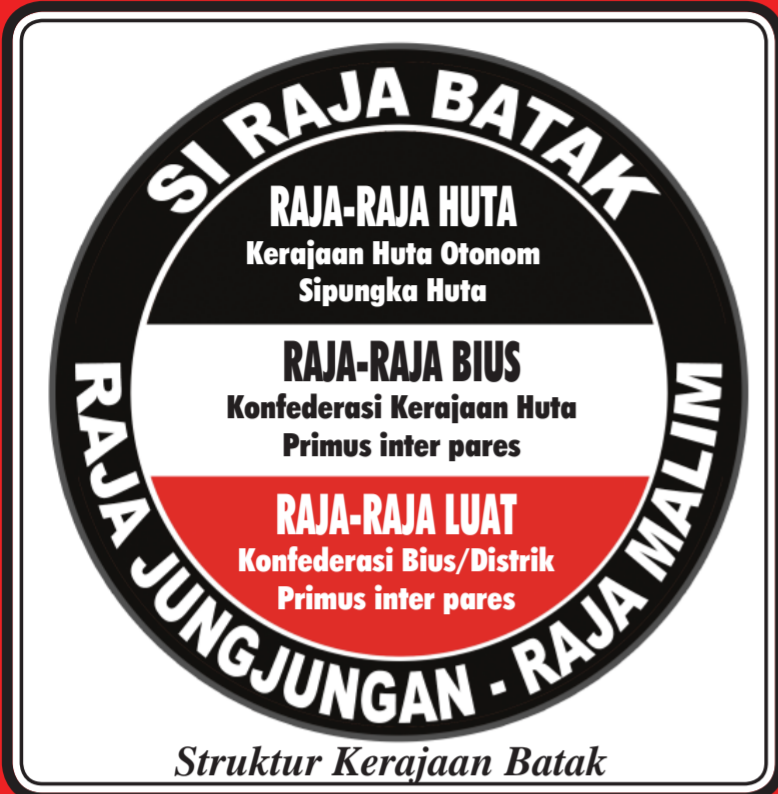 SI RAJA BATAK
RAJA-RAJA HUTA
Kerajaan Huta Otonom
Sipungka Huta
RAJA-RAJA BIUS
Konfederasi Kerajaan Huta
Primus inter pares
RAJA-RAJA LUAT
Konfederasi Bius/Distrik
Primus inter pares
RAJA JUNGJUNGAN - RAJA MALIM
Struktur Kerajaan Batak